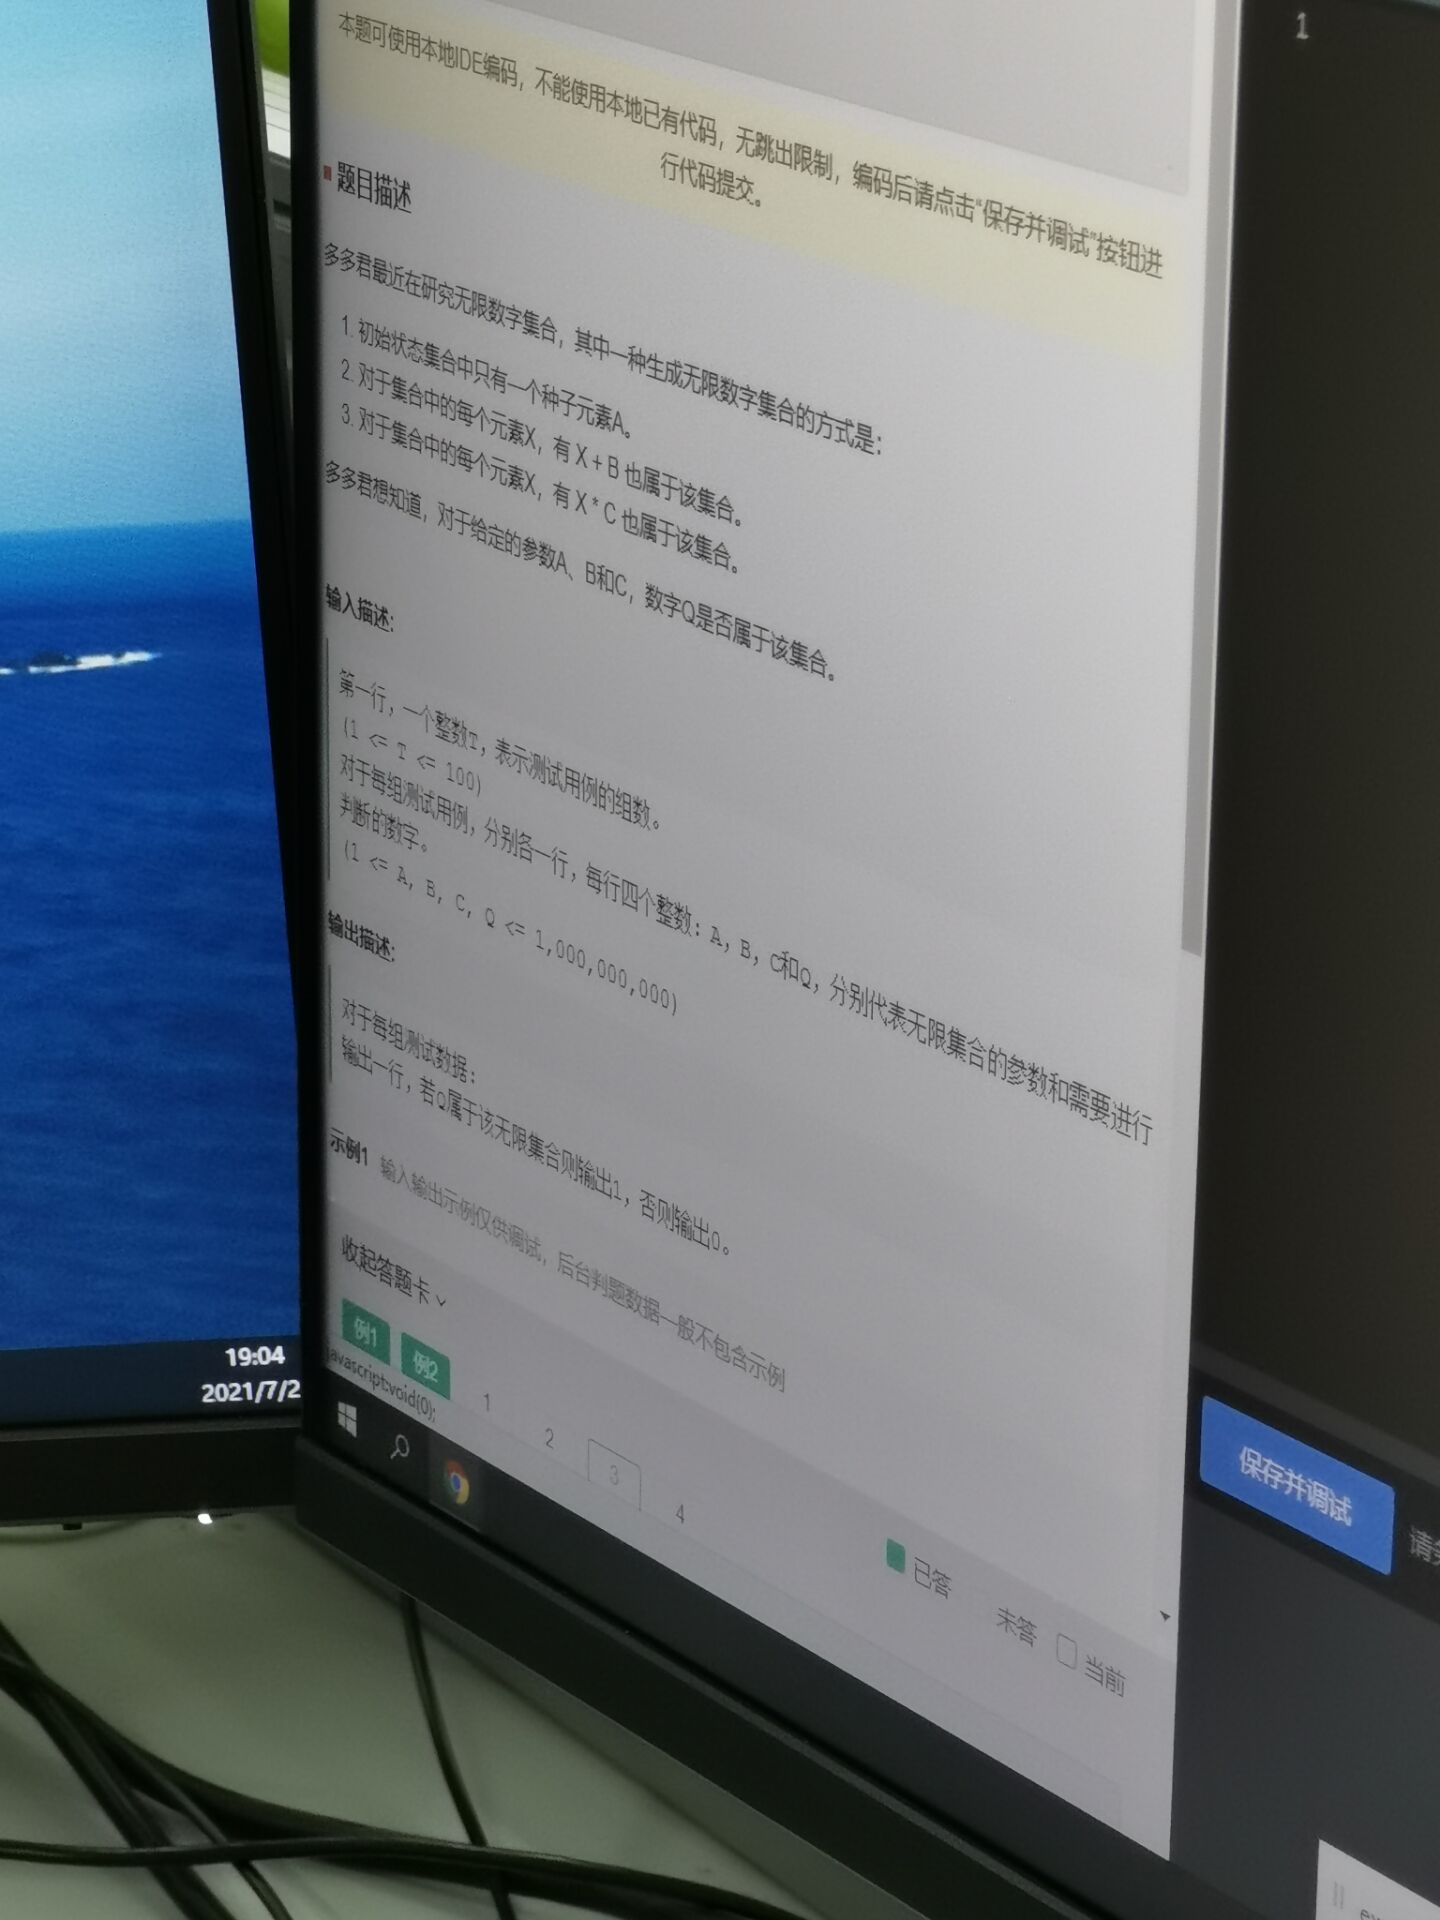 1
本题可使用本地IDE编码，不能使用本地已有代码，无跳出限制，编码后请点击“保存并调试”按钮进
行代码提交。
题目描述
多多君最近在研究无限数字集合，其中一种生成无限数字集合的方式是：
1. 初始状态集合中只有一个种子元素A。
2. 对于集合中的每个元素X，有 X + B 也属于该集合。
3. 对于集合中的每个元素X，有 X * C 也属于该集合。
多多君想知道，对于给定的参数A、B和C，数字Q是否属于该集合。
输入描述:
第一行，一个整数T，表示测试用例的组数。
(1 <= T <= 100)
对于每组测试用例，分别各一行，每行四个整数：A，B，C和Q，分别代表无限集合的参数和需要进行
判断的数字。
(1 <= A, B, C, Q <= 1,000,000,000)
输出描述:
对于每组测试数据：
输出一行，若Q属于该无限集合则输出1，否则输出0。
示例1 输入输出示例仅供调试，后台判题数据一般不包含示例
收起答题卡
例1 例2 1 2 3 4
已答 未答 当前
javascript:void(0);
19:04
2021/7/2
保存并调试
请